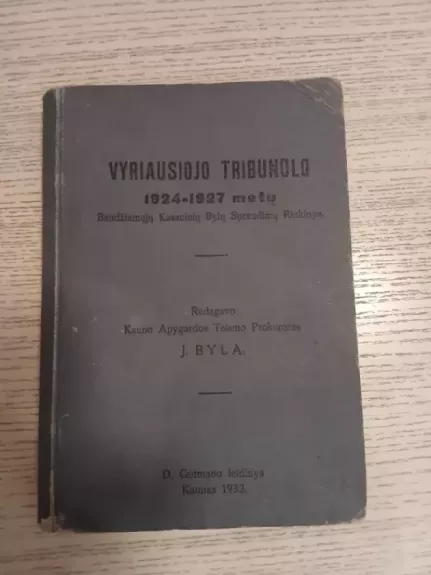 VYRIAUSIOJO TRIBUNOLO
1924-1927 metų
Baudžiamųjų Kasacinių Bylų Sprendimų Rinkinys.
Redagavo
Kauno Apygardos Teismo Prokuroras
J. BYLA.
D. Gutmano leidinys
Kaunas 1933.